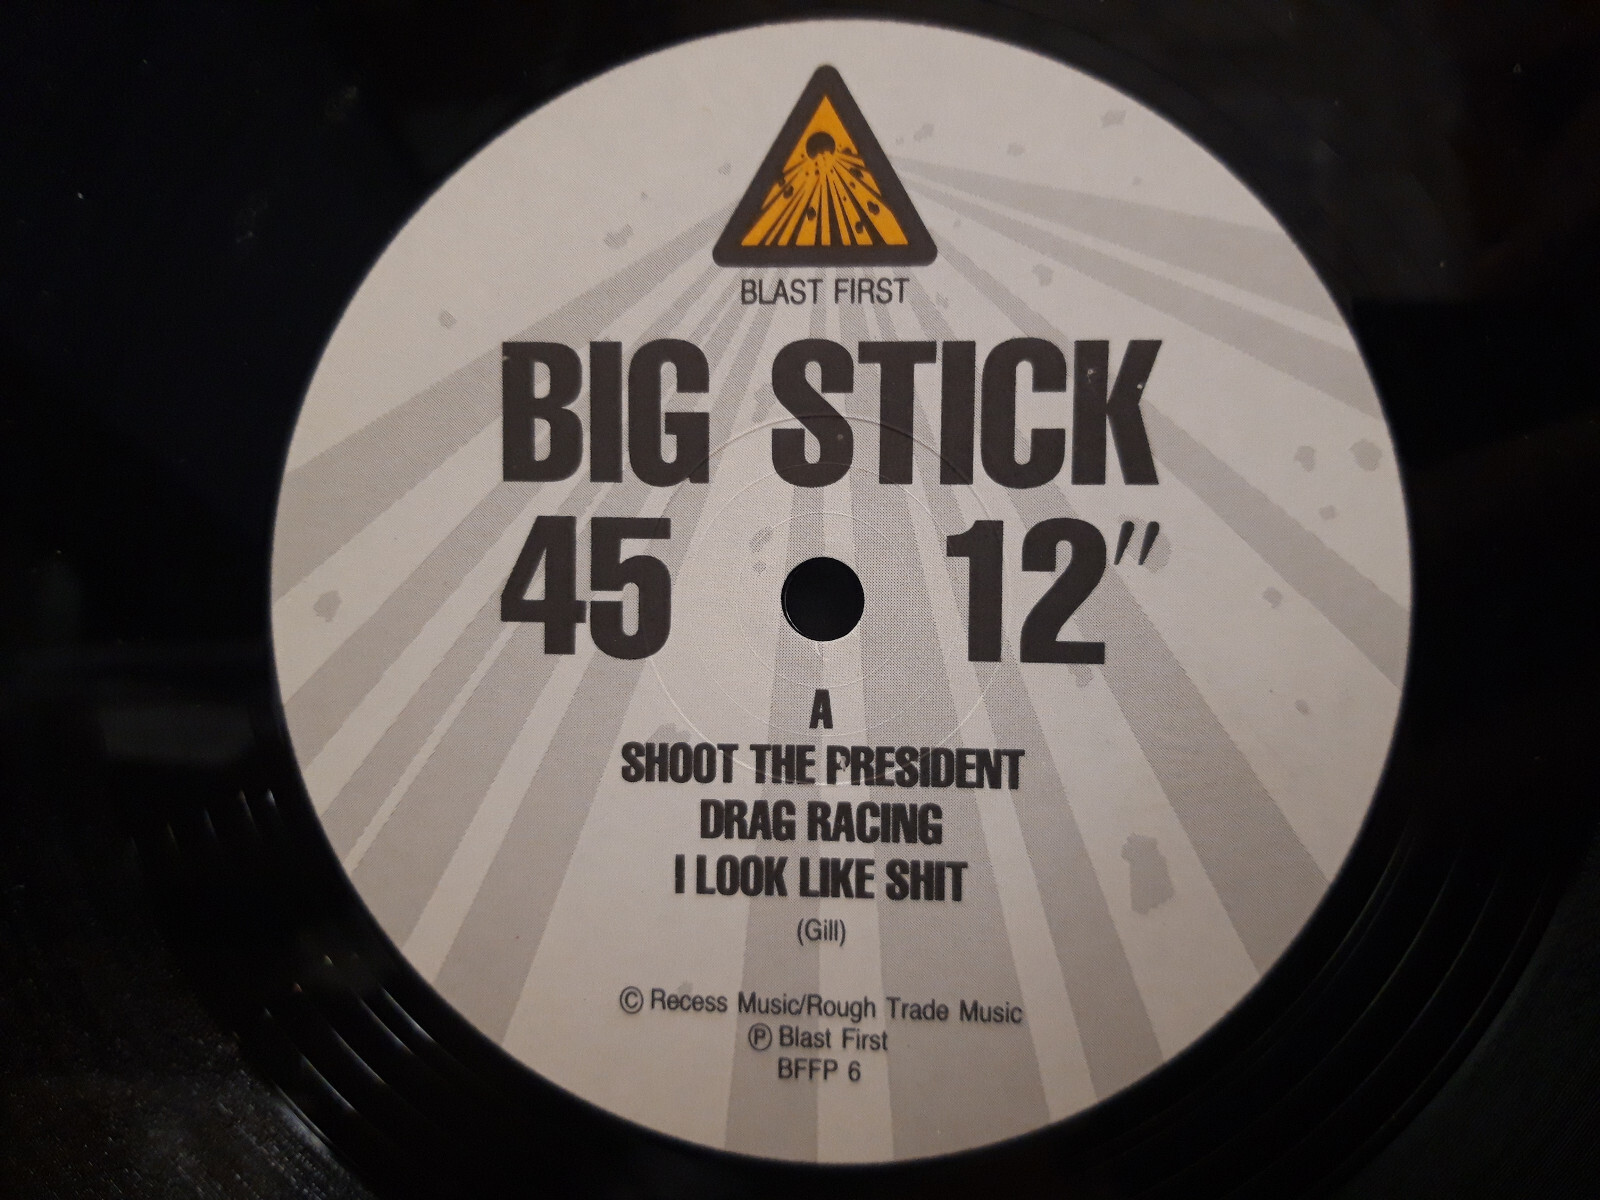 BLAST FIRST
BIG STICK
45 12"
A
SHOOT THE PRESIDENT
DRAG RACING
I LOOK LIKE SHIT
(Gill)
© Recess Music/Rough Trade Music
℗ Blast First
BFFP 6